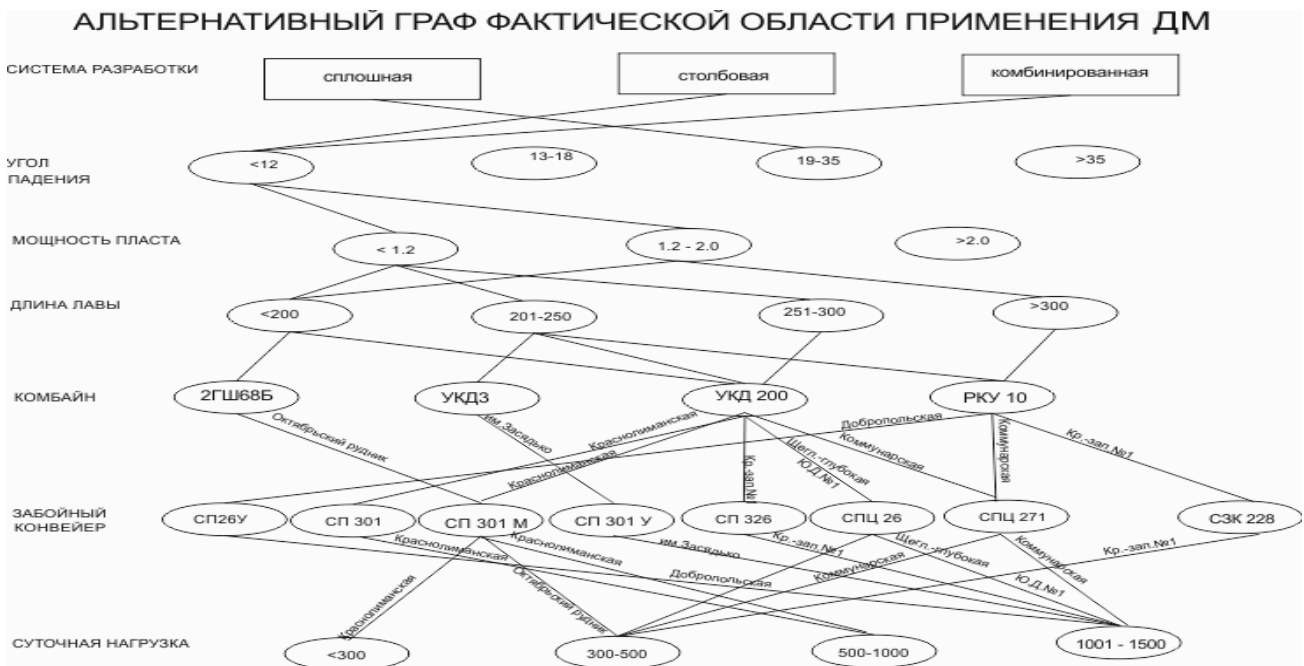 АЛЬТЕРНАТИВНЫЙ ГРАФ ФАКТИЧЕСКОЙ ОБЛАСТИ ПРИМЕНЕНИЯ ДМ
СИСТЕМА РАЗРАБОТКИ
сплошная
столбовая
комбинированная
УГОЛ
ПАДЕНИЯ
<12
13-18
19-35
>35
МОЩНОСТЬ ПЛАСТА
< 1.2
1.2 - 2.0
>2.0
ДЛИНА ЛАВЫ
<200
201-250
251-300
>300
КОМБАЙН
2ГШ68Б
УКД3
УКД 200
РКУ 10
Октябрьский рудник
им.Засядько
Краснолиманская
Краснолиманская
Кр.-зап.№1
Щегл.-глубокая
Ю.Д.№1
Коммунарская
Добропольская
Коммунарская
Кр.-зап.№1
ЗАБОЙНЫЙ
КОНВЕЙЕР
СП26У
СП 301
СП 301 М
СП 301 У
СП 326
СПЦ 26
СПЦ 271
СЗК 228
Краснолиманская
Краснолиманская
Краснолиманская
Октябрьский рудник
им.Засядько
Добропольская
Кр.-зап.№1
Коммунарская
Щегл.-глубокая
Ю.Д.№1
Коммунарская
Кр.-зап.№1
СУТОЧНАЯ НАГРУЗКА
<300
300-500
500-1000
1001 - 1500